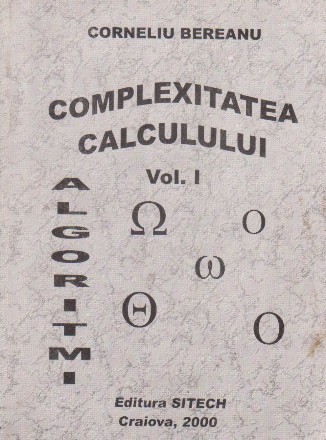 CORNELIU BEREANU
COMPLEXITATEA
CALCULULUI
Vol. I
ALGORITMI
Ω ο
ω
Θ O
Editura SITECH
Craiova, 2000